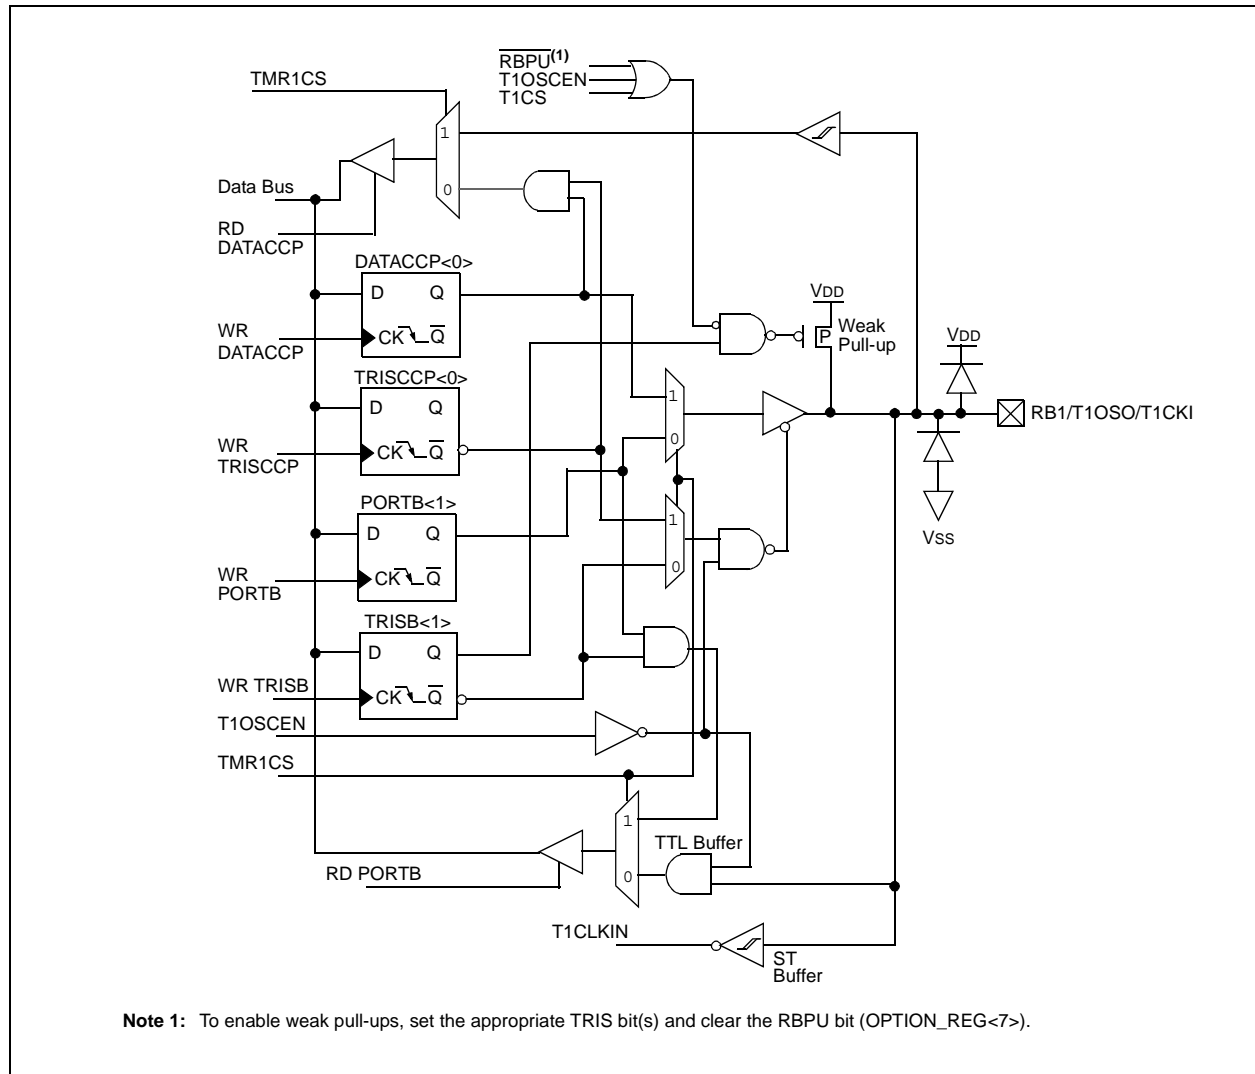 RBPU(1)
T1OSCEN
T1CS
TMR1CS
1
0
Data Bus
RD
DATACCP
DATACCP<0>
D Q
CK Q
WR
DATACCP
VDD
P
Weak
Pull-up
VDD
TRISCCP<0>
D Q
CK Q
WR
TRISCCP
1
0
RB1/T1OSO/T1CKI
VSS
PORTB<1>
D Q
CK Q
WR
PORTB
1
0
TRISB<1>
D Q
CK Q
WR TRISB
T1OSCEN
TMR1CS
1
0
TTL Buffer
RD PORTB
T1CLKIN
ST
Buffer
Note 1: To enable weak pull-ups, set the appropriate TRIS bit(s) and clear the RBPU bit (OPTION_REG<7>).